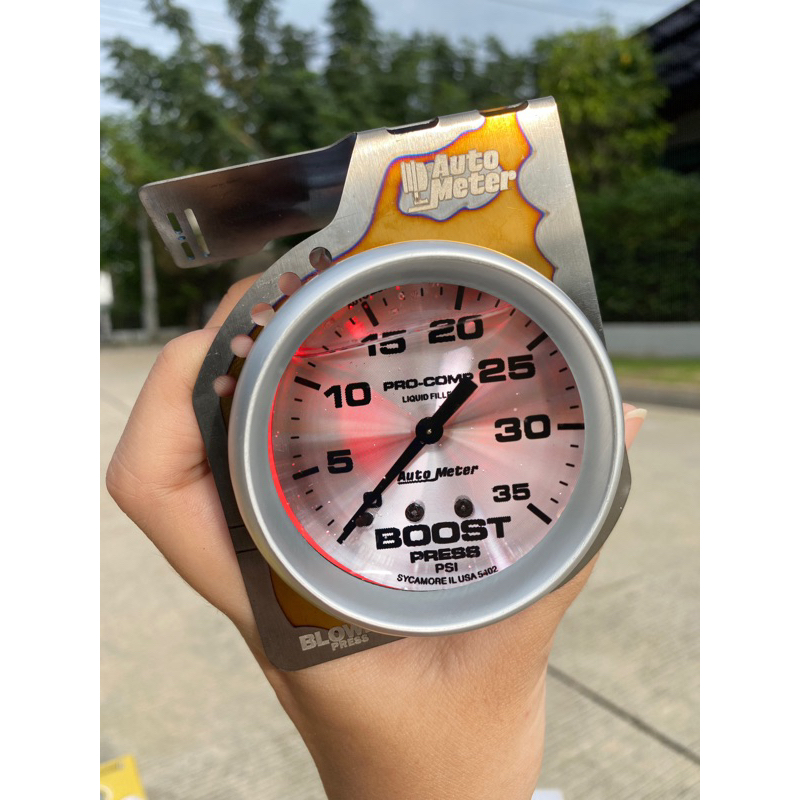 Auto
Meter
15 20
10 PRO-COMP 25
LIQUID FILLED
30
5 Auto Meter
35
BOOST
PRESS
PSI
SYCAMORE IL USA 5402
BLOW
PRESS